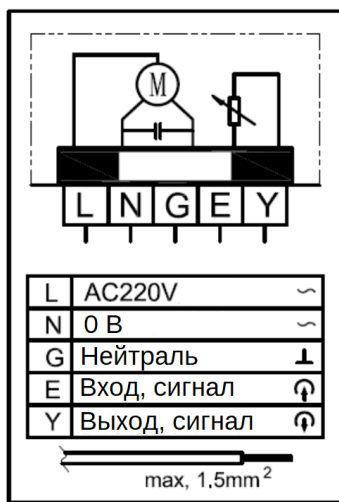 M
L N G E Y
L AC220V ~
N 0 В ~
G Нейтраль
E Вход, сигнал
Y Выход, сигнал
max, 1,5mm²